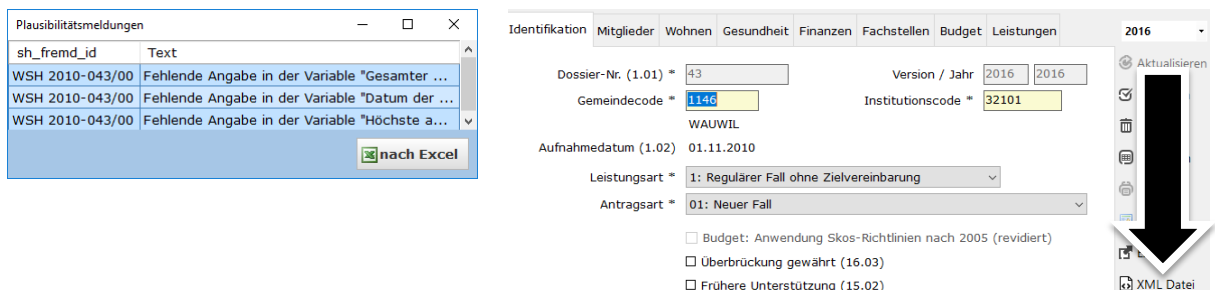 Plausibilitätsmeldungen
sh_fremd_id Text
WSH 2010-043/00 Fehlende Angabe in der Variable "Gesamter ...
WSH 2010-043/00 Fehlende Angabe in der Variable "Datum der ...
WSH 2010-043/00 Fehlende Angabe in der Variable "Höchste a...
nach Excel
Identifikation Mitglieder Wohnen Gesundheit Finanzen Fachstellen Budget Leistungen
Dossier-Nr. (1.01) * 43 Version / Jahr 2016 2016
Gemeindecode * 1146 Institutionscode * 32101
WAUWIL
Aufnahmedatum (1.02) 01.11.2010
Leistungsart * 1: Regulärer Fall ohne Zielvereinbarung
Antragsart * 01: Neuer Fall
Budget: Anwendung Skos-Richtlinien nach 2005 (revidiert)
Überbrückung gewährt (16.03)
Frühere Unterstützung (15.02)
2016
Aktualisieren
XML Datei